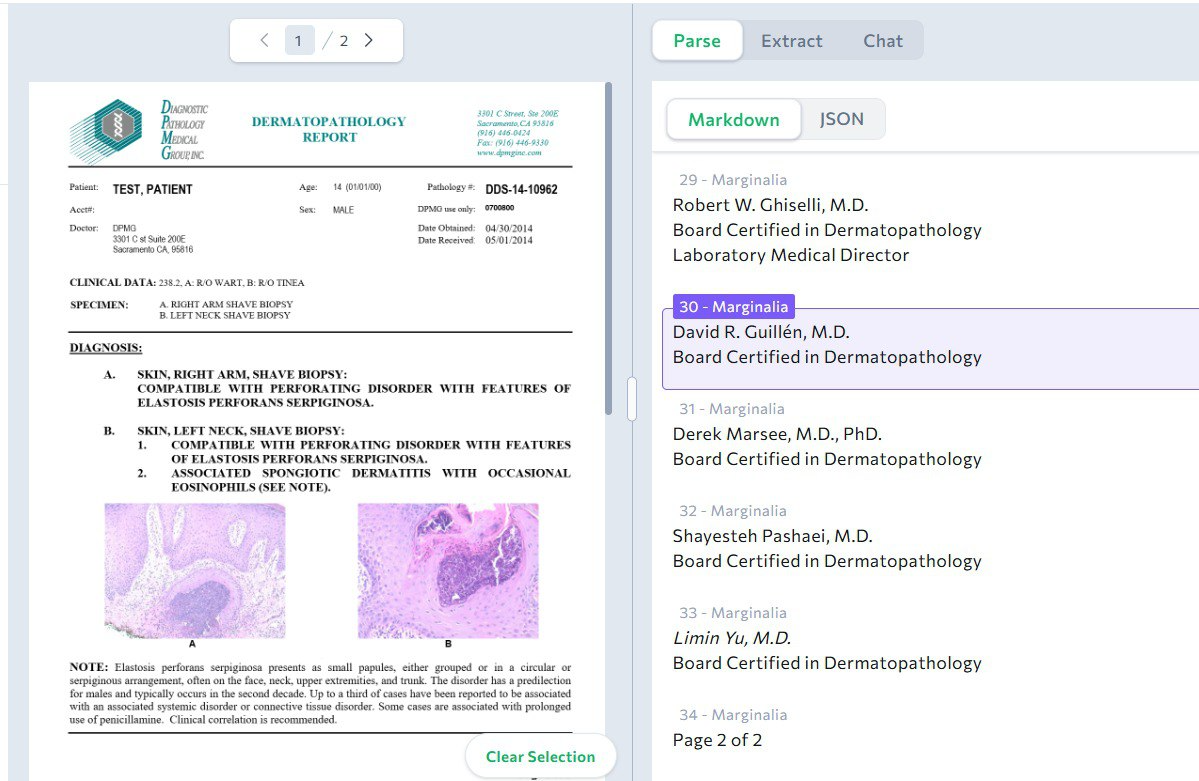 1 / 2
DIAGNOSTIC
PATHOLOGY
MEDICAL
GROUP, INC.
DERMATOPATHOLOGY
REPORT
3301 C Street, Ste 200E
Sacramento, CA 95816
(916) 446-0424
Fax: (916) 446-9330
www.dpmginc.com
Patient: TEST, PATIENT
Age: 14 (01/01/00)
Pathology #: DDS-14-10962
Acct#:
Sex: MALE
DPMG use only: 0700800
Doctor: DPMG
3301 C st Suite 200E
Sacramento CA, 95816
Date Obtained: 04/30/2014
Date Received: 05/01/2014
CLINICAL DATA: 238.2, A: R/O WART, B: R/O TINEA
SPECIMEN: A. RIGHT ARM SHAVE BIOPSY
B. LEFT NECK SHAVE BIOPSY
DIAGNOSIS:
A. SKIN, RIGHT ARM, SHAVE BIOPSY:
COMPATIBLE WITH PERFORATING DISORDER WITH FEATURES OF
ELASTOSIS PERFORANS SERPIGINOSA.
B. SKIN, LEFT NECK, SHAVE BIOPSY:
1. COMPATIBLE WITH PERFORATING DISORDER WITH FEATURES
OF ELASTOSIS PERFORANS SERPIGINOSA.
2. ASSOCIATED SPONGIOTIC DERMATITIS WITH OCCASIONAL
EOSINOPHILS (SEE NOTE).
A
B
NOTE: Elastosis perforans serpiginosa presents as small papules, either grouped or in a circular or
serpiginous arrangement, often on the face, neck, upper extremities, and trunk. The disorder has a predilection
for males and typically occurs in the second decade. Up to a third of cases have been reported to be associated
with an associated systemic disorder or connective tissue disorder. Some cases are associated with prolonged
use of penicillamine. Clinical correlation is recommended.
Clear Selection
Parse Extract Chat
Markdown JSON
29 - Marginalia
Robert W. Ghiselli, M.D.
Board Certified in Dermatopathology
Laboratory Medical Director
30 - Marginalia
David R. Guillén, M.D.
Board Certified in Dermatopathology
31 - Marginalia
Derek Marsee, M.D., PhD.
Board Certified in Dermatopathology
32 - Marginalia
Shayesteh Pashaei, M.D.
Board Certified in Dermatopathology
33 - Marginalia
Limin Yu, M.D.
Board Certified in Dermatopathology
34 - Marginalia
Page 2 of 2